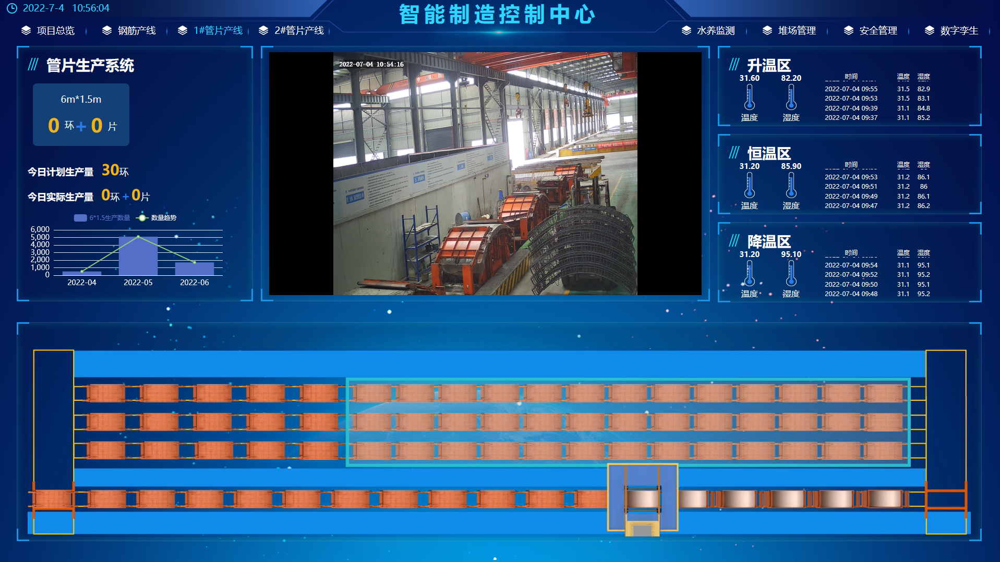 2022-7-4 10:56:04
智能制造控制中心
项目总览
钢筋产线
1#管片产线
2#管片产线
水养监测
堆场管理
安全管理
数字孪生
管片生产系统
6m*1.5m
0 环 + 0 片
今日计划生产量 30环
今日实际生产量 0环 + 0片
6*1.5生产数量 数量趋势
6,000
5,000
4,000
3,000
2,000
1,000
0
2022-04 2022-05 2022-06
2022-07-04 10:54:16
升温区
31.60 82.20
温度 湿度
时间 温度 湿度
2022-07-04 09:55 31.5 82.9
2022-07-04 09:53 31.5 83.1
2022-07-04 09:39 31.1 84.8
2022-07-04 09:37 31.1 85.2
恒温区
31.20 85.90
温度 湿度
时间 温度 湿度
2022-07-04 09:53 31.2 86.1
2022-07-04 09:51 31.2 86
2022-07-04 09:49 31.2 86.1
2022-07-04 09:47 31.2 86.2
降温区
31.20 95.10
温度 湿度
时间 温度 湿度
2022-07-04 09:54 31.1 95.1
2022-07-04 09:52 31.1 95.2
2022-07-04 09:50 31.1 95.1
2022-07-04 09:48 31.1 95.2